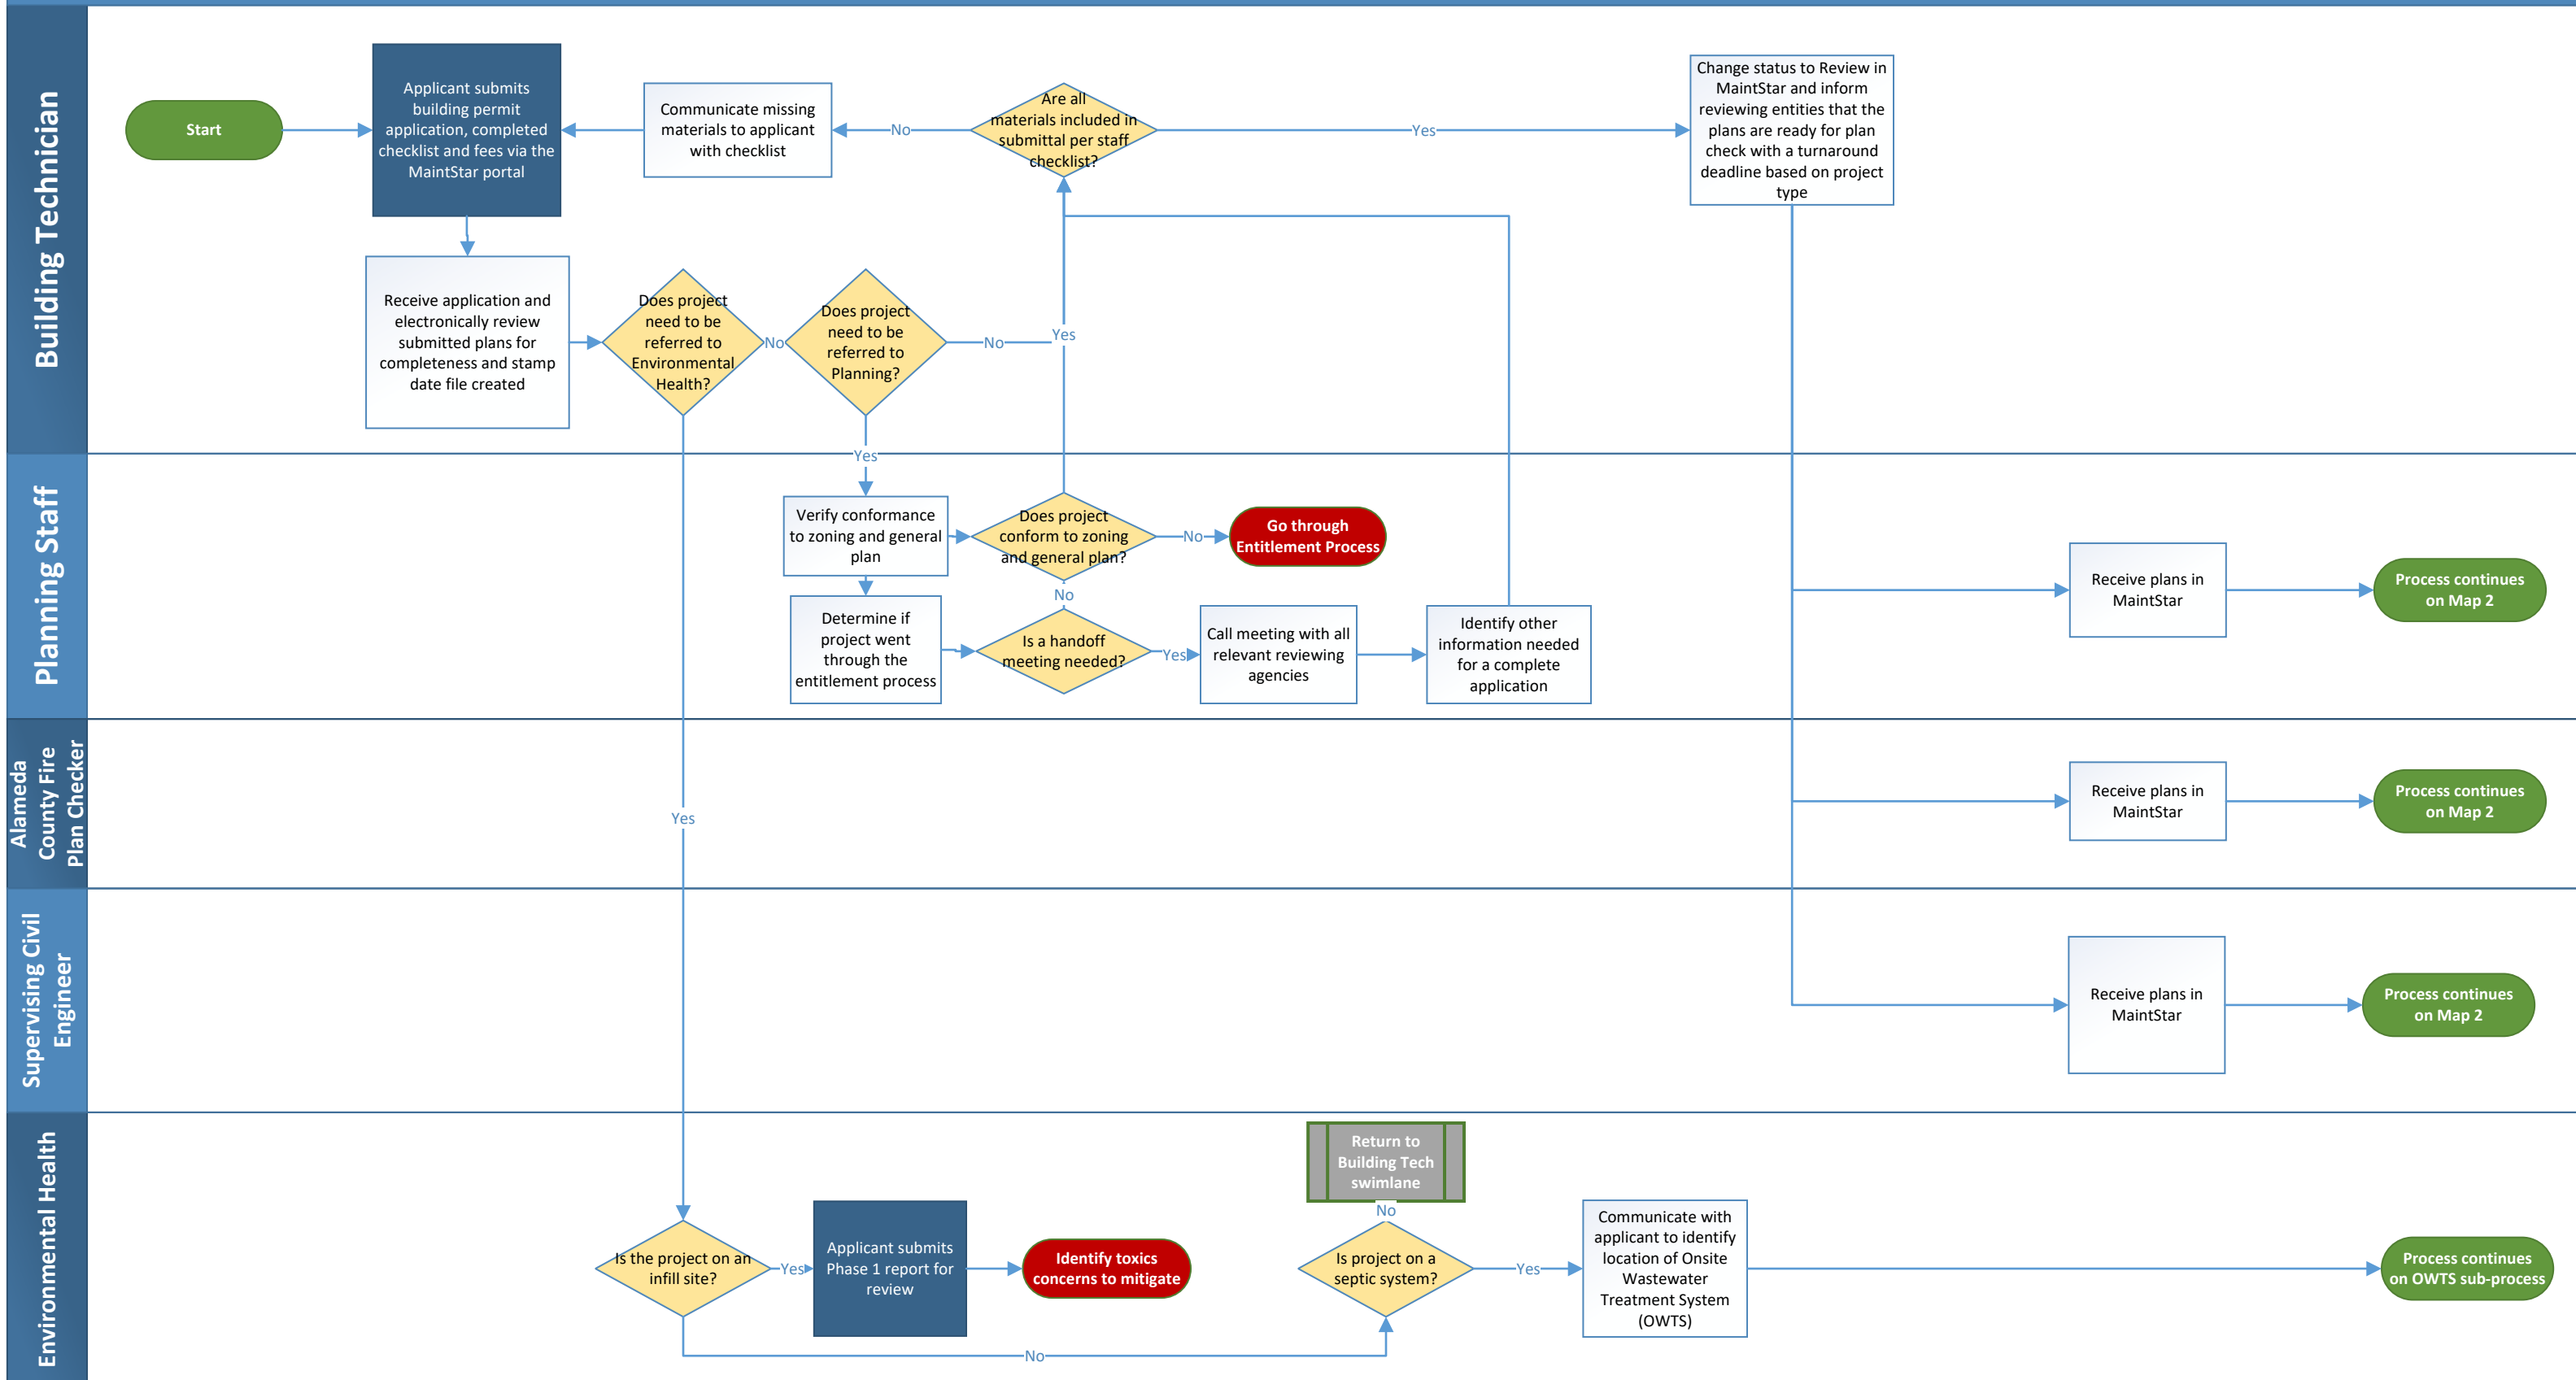 Building Technician
Start
Applicant submits
building permit
application, completed
checklist and fees via the
MaintStar portal
Communicate missing
materials to applicant
with checklist
No
Are all
materials included in
submittal per staff
checklist?
Yes
Change status to Review in
MaintStar and inform
reviewing entities that the
plans are ready for plan
check with a turnaround
deadline based on project
type
Receive application and
electronically review
submitted plans for
completeness and stamp
date file created
Does project
need to be
referred to
Environmental
Health?
No
Does project
need to be
referred to
Planning?
No
Yes
Yes
Planning Staff
Verify conformance
to zoning and general
plan
Does project
conform to zoning
and general plan?
No
Go through
Entitlement Process
No
Determine if
project went
through the
entitlement process
Is a handoff
meeting needed?
Yes
Call meeting with all
relevant reviewing
agencies
Identify other
information needed
for a complete
application
Receive plans in
MaintStar
Process continues
on Map 2
Alameda
County Fire
Plan Checker
Yes
Receive plans in
MaintStar
Process continues
on Map 2
Supervising Civil
Engineer
Receive plans in
MaintStar
Process continues
on Map 2
Environmental Health
Is the project on an
infill site?
Yes
Applicant submits
Phase 1 report for
review
Identify toxics
concerns to mitigate
No
Return to
Building Tech
swimlane
No
Is project on a
septic system?
Yes
Communicate with
applicant to identify
location of Onsite
Wastewater
Treatment System
(OWTS)
Process continues
on OWTS sub-process